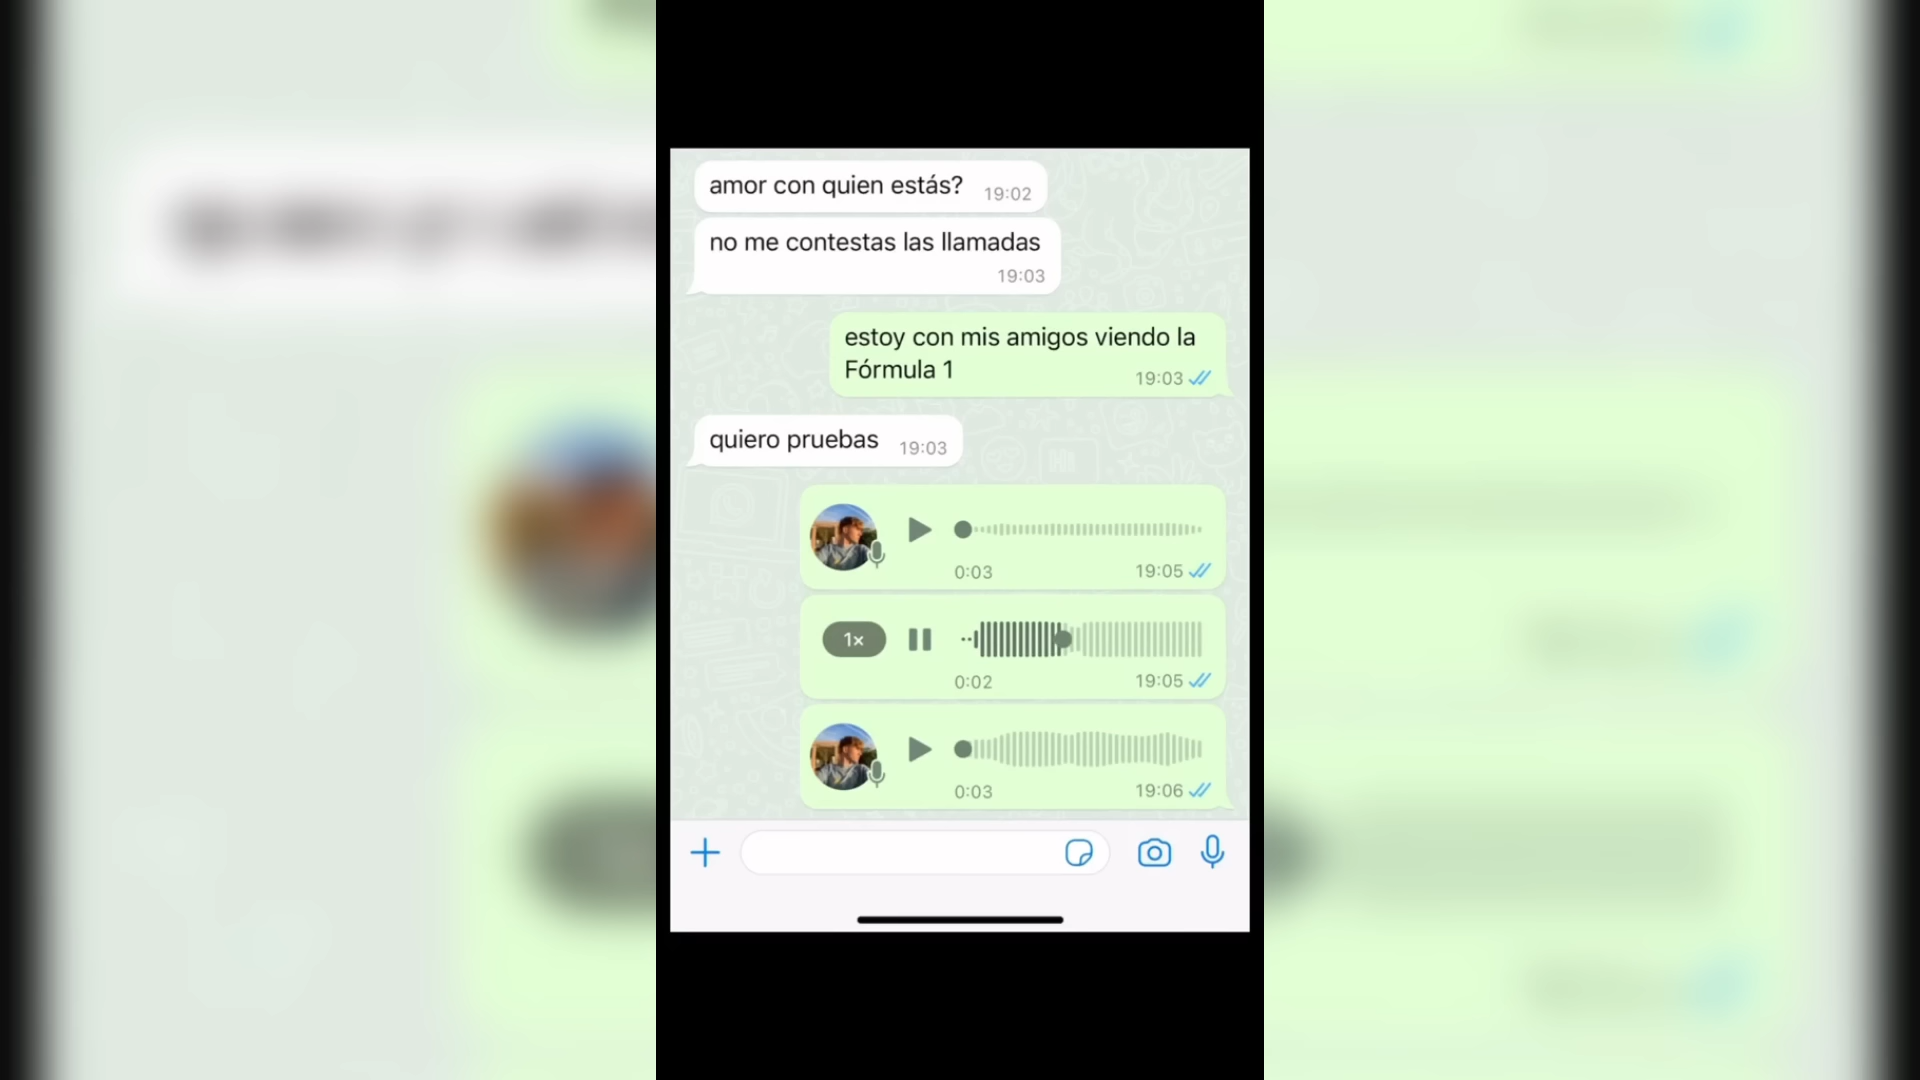 amor con quien estás? 19:02
no me contestas las llamadas
19:03
estoy con mis amigos viendo la
Fórmula 1 19:03
quiero pruebas 19:03
0:03 19:05
1×
0:02 19:05
0:03 19:06